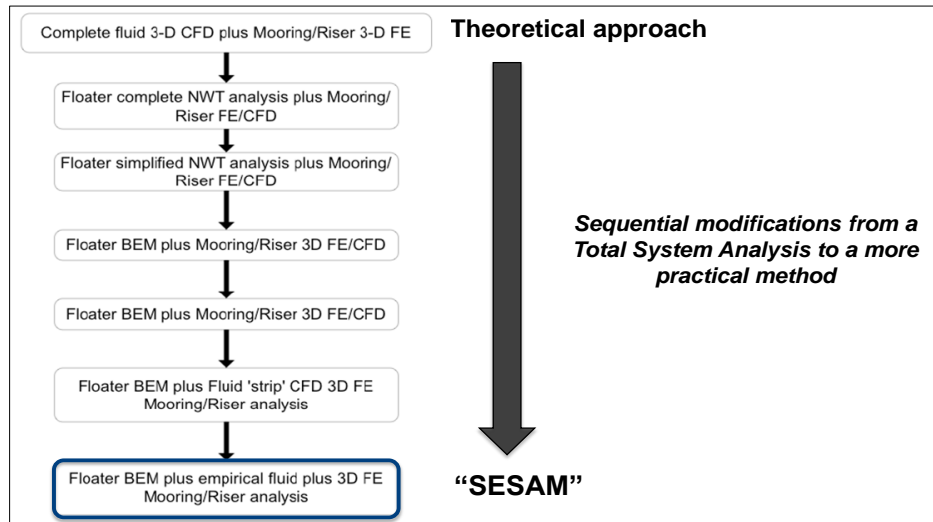 Complete fluid 3-D CFD plus Mooring/Riser 3-D FE
Theoretical approach
Floater complete NWT analysis plus Mooring/
Riser FE/CFD
Floater simplified NWT analysis plus Mooring/
Riser FE/CFD
Floater BEM plus Mooring/Riser 3D FE/CFD
Sequential modifications from a
Total System Analysis to a more
practical method
Floater BEM plus Mooring/Riser 3D FE/CFD
Floater BEM plus Fluid 'strip' CFD 3D FE
Mooring/Riser analysis
Floater BEM plus empirical fluid plus 3D FE
Mooring/Riser analysis
“SESAM”